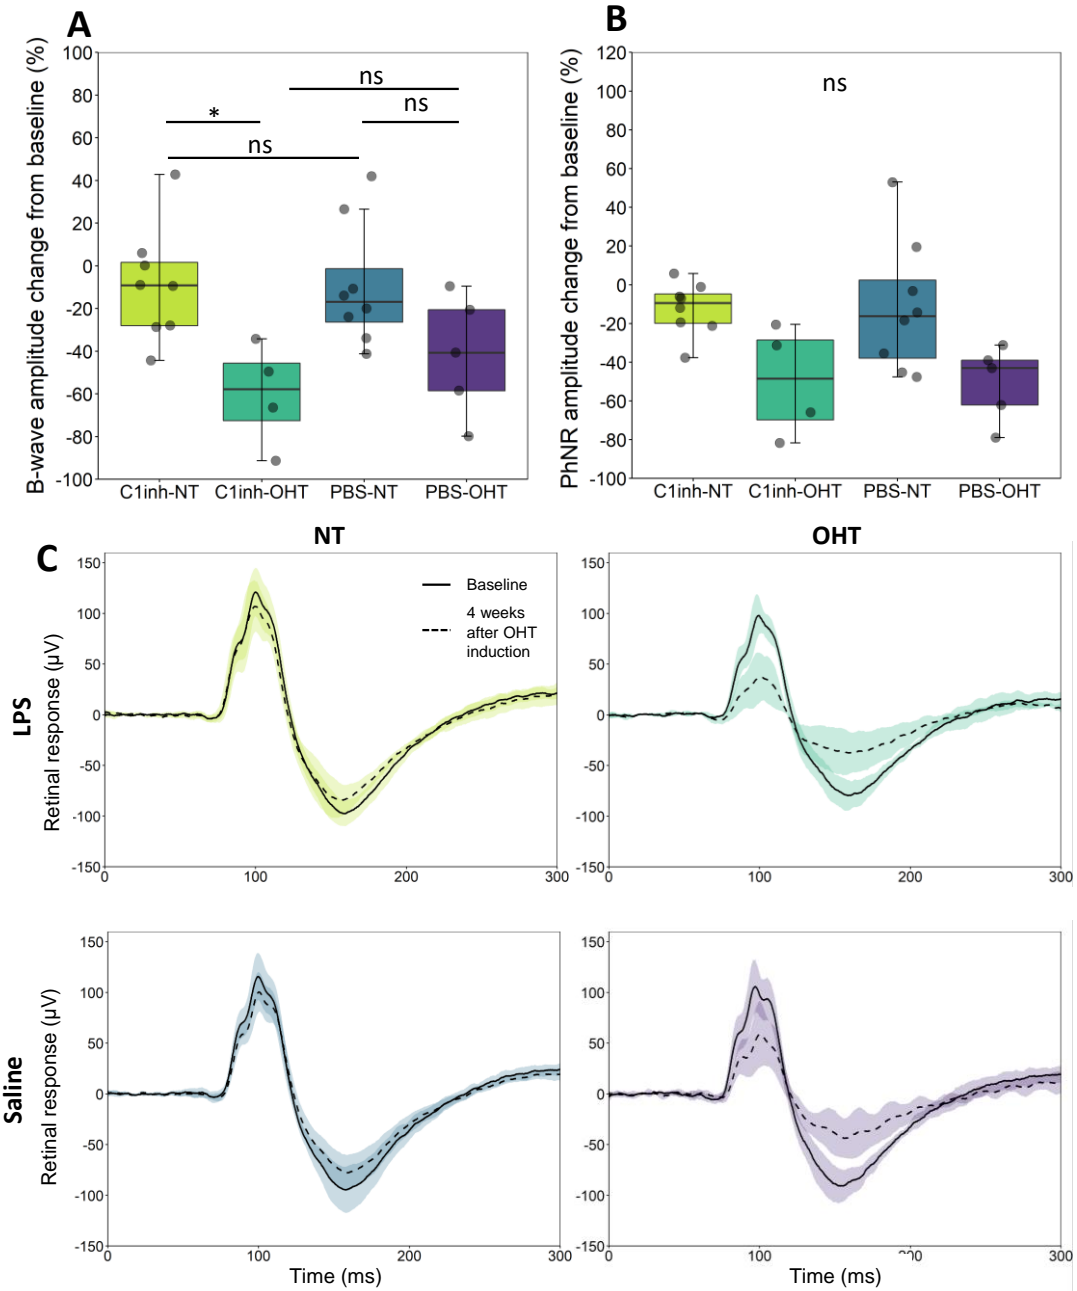 A
B
B-wave amplitude change from baseline (%)
100
80
60
40
20
0
-20
-40
-60
-80
-100
ns
ns
*
ns
C1inh-NT C1inh-OHT PBS-NT PBS-OHT
PhNR amplitude change from baseline (%)
120
100
80
60
40
20
0
-20
-40
-60
-80
-100
ns
C1inh-NT C1inh-OHT PBS-NT PBS-OHT
C
NT
OHT
LPS
Retinal response (µV)
150
100
50
0
-50
-100
-150
0 100 200 300
Baseline
4 weeks
after OHT
induction
150
100
50
0
-50
-100
-150
0 100 200 300
Saline
Retinal response (µV)
150
100
50
0
-50
-100
-150
0 100 200 300
Time (ms)
150
100
50
0
-50
-100
-150
0 100 300
Time (ms)